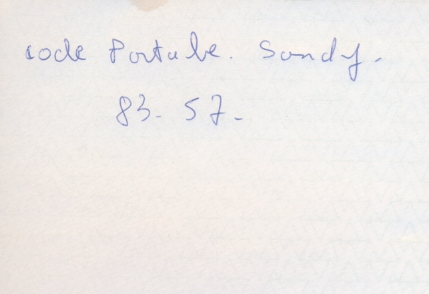 code Portable. Sandy.
83. 57.